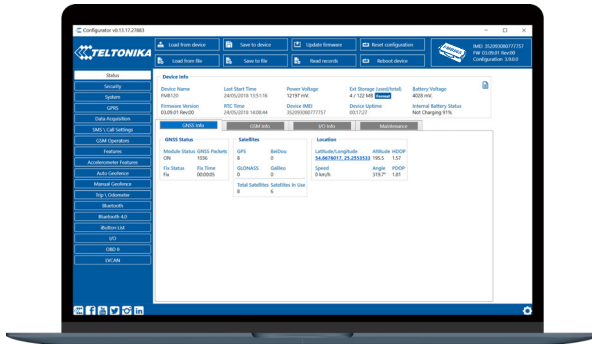 Configurator v0.13.17.27883
TELTONIKA
Load from device
Save to device
Update firmware
Reset configuration
Load from file
Save to file
Read records
Reboot device
IMEI 352093080777757
FW 03.09.01 Rev:00
Configuration 3.9.0.0
Status
Security
System
GPRS
Data Acquisition
SMS \ Call Settings
GSM Operators
Features
Accelerometer Features
Auto Geofence
Manual Geofence
Trip \ Odometer
Bluetooth
Bluetooth 4.0
iButton List
I/O
OBD II
LVCAN
Device Info
Device Name Last Start Time Power Voltage Ext Storage (used/total) Battery Voltage
FMB120 24/05/2018 13:51:16 12197 mV. 4 / 122 MB Format 4028 mV.
Firmware Version RTC Time Device IMEI Device Uptime Internal Battery Status
03.09.01 Rev:00 24/05/2018 14:08:44 352093080777757 00:17:27 Not Charging 91%
GNSS Info GSM Info I/O Info Maintenance
GNSS Status
Module Status GNSS Packets
ON 1036
Fix Status Fix Time
Fix 00:00:05
Satellites
GPS BeiDou
8 0
GLONASS Galileo
0 0
Total Satellites Satellites in Use
8 6
Location
Latitude/Longitude Altitude HDOP
54.6676017, 25.2553533 195.5 1.57
Speed Angle PDOP
0 km/h 319.7° 1.81